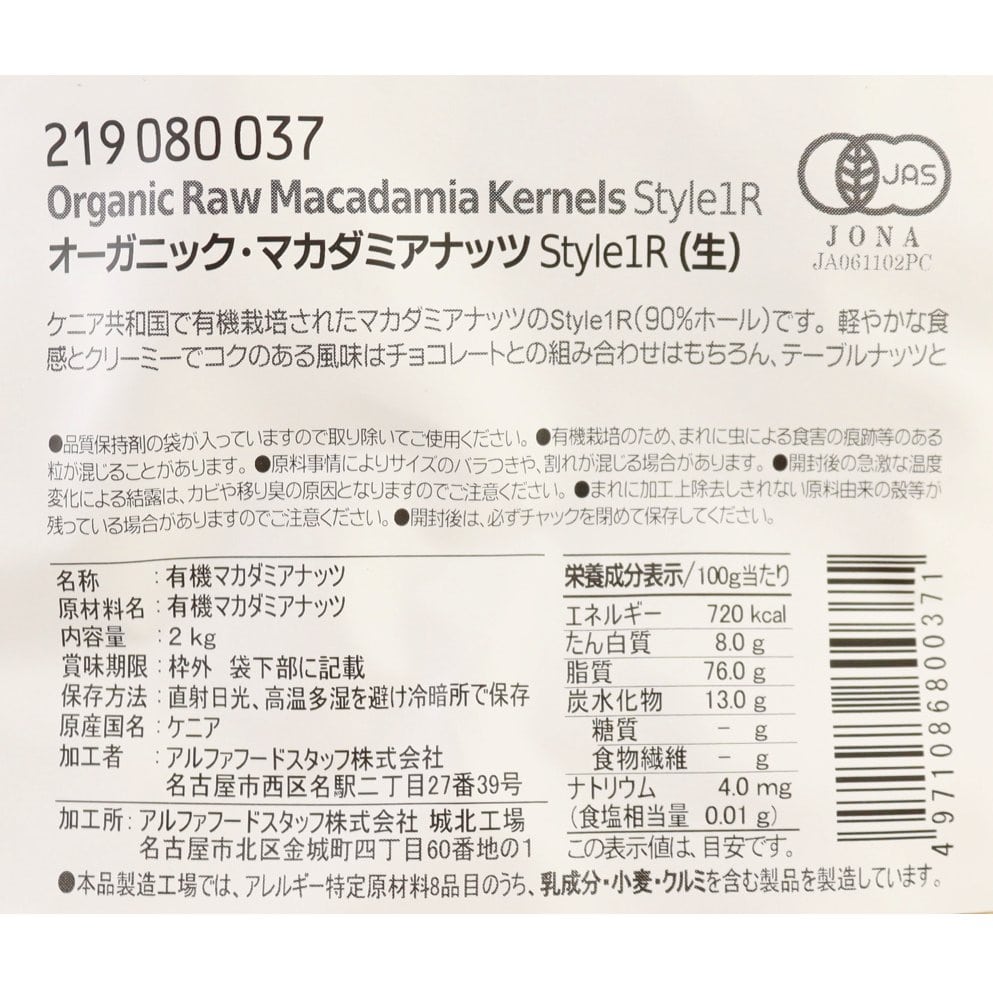 219 080 037
Organic Raw Macadamia Kernels Style1R
オーガニック・マカダミアナッツ Style1R (生)
JAS
JONA
JA061102PC
ケニア共和国で有機栽培されたマカダミアナッツのStyle1R(90%ホール)です。軽やかな食
感とクリーミーでコクのある風味はチョコレートとの組み合わせはもちろん、テーブルナッツと
●品質保持剤の袋が入っていますので取り除いてご使用ください。●有機栽培のため、まれに虫による食害の痕跡等のある
粒が混じることがあります。●原料事情によりサイズのバラつきや、割れが混じる場合があります。●開封後の急激な温度
変化による結露は、カビや移り臭の原因となりますのでご注意ください。●まれに加工上除去しきれない原料由来の殻等が
残っている場合がありますのでご注意ください。●開封後は、必ずチャックを閉めて保存してください。
名称 : 有機マカダミアナッツ
原材料名 : 有機マカダミアナッツ
内容量 : 2 kg
賞味期限 : 枠外 袋下部に記載
保存方法 : 直射日光、高温多湿を避け冷暗所で保存
原産国名 : ケニア
加工者 : アルファフードスタッフ株式会社
名古屋市西区名駅二丁目27番39号
加工所 : アルファフードスタッフ株式会社 城北工場
名古屋市北区金城町四丁目60番地の1
栄養成分表示/100g当たり
エネルギー 720 kcal
たん白質 8.0 g
脂質 76.0 g
炭水化物 13.0 g
糖質 - g
食物繊維 - g
ナトリウム 4.0 mg
(食塩相当量 0.01 g)
この表示値は、目安です。
4 971086 800371
●本品製造工場では、アレルギー特定原材料8品目のうち、乳成分・小麦・クルミを含む製品を製造しています。